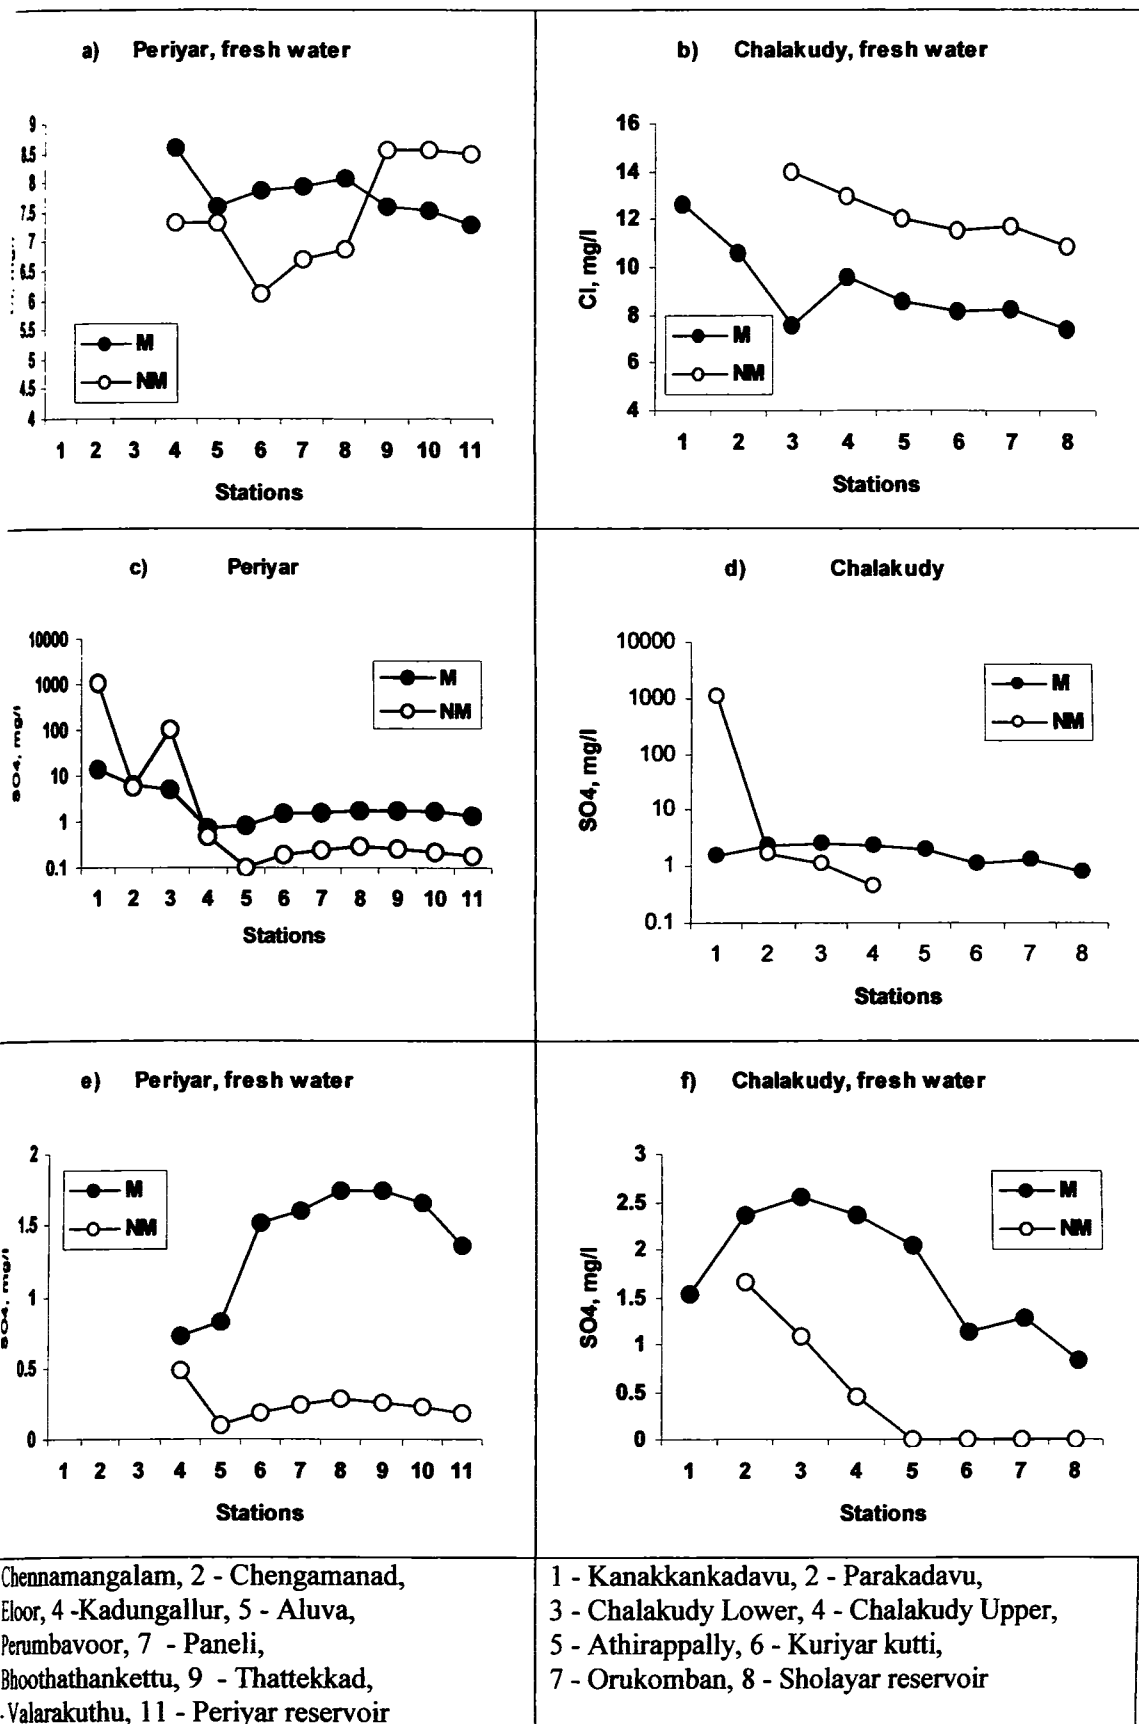 a) Periyar, fresh water
9
8.5
8
7.5
7
6.5
6
5.5
5
4.5
4
M
NM
1 2 3 4 5 6 7 8 9 10 11
Stations
b) Chalakudy, fresh water
16
14
12
10
8
6
4
Cl, mg/l
M
NM
1 2 3 4 5 6 7 8
Stations
c) Periyar
10000
1000
100
10
1
0.1
SO4, mg/l
M
NM
1 2 3 4 5 6 7 8 9 10 11
Stations
d) Chalakudy
10000
1000
100
10
1
0.1
SO4, mg/l
M
NM
1 2 3 4 5 6 7 8
Stations
e) Periyar, fresh water
2
1.5
1
0.5
0
SO4, mg/l
M
NM
1 2 3 4 5 6 7 8 9 10 11
Stations
f) Chalakudy, fresh water
3
2.5
2
1.5
1
0.5
0
SO4, mg/l
M
NM
1 2 3 4 5 6 7 8
Stations
Chennamangalam, 2 - Chengamanad,
Eloor, 4 -Kadungallur, 5 - Aluva,
Perumbavoor, 7 - Paneli,
Bhoothathankettu, 9 - Thattekkad,
Valarakuthu, 11 - Periyar reservoir
1 - Kanakkankadavu, 2 - Parakadavu,
3 - Chalakudy Lower, 4 - Chalakudy Upper,
5 - Athirappally, 6 - Kuriyar kutti,
7 - Orukomban, 8 - Sholayar reservoir